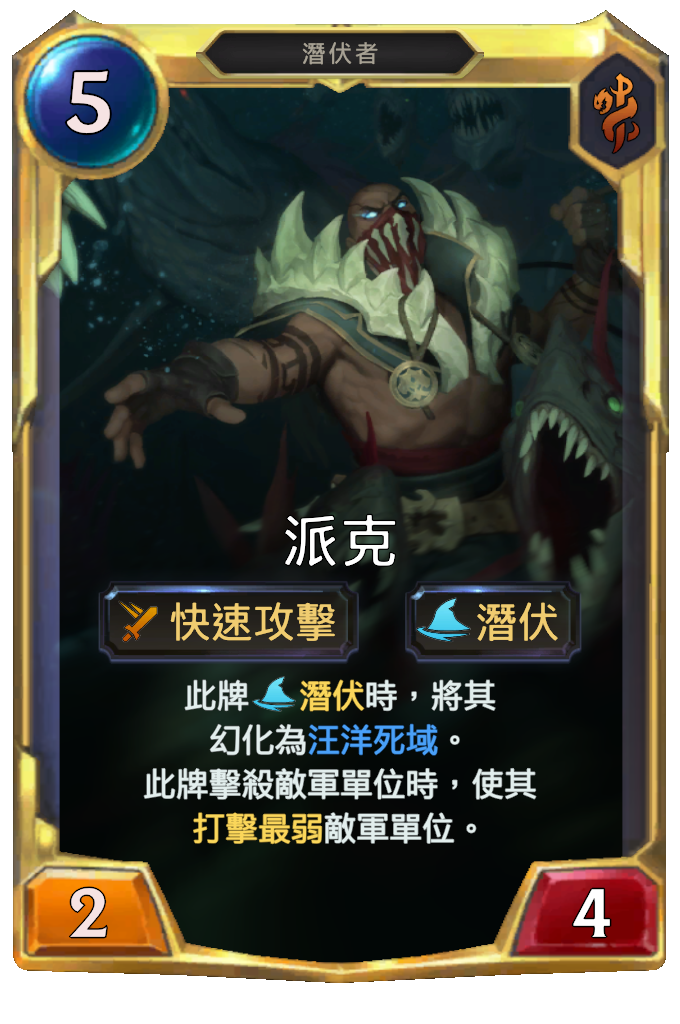 潛伏者
5
派克
快速攻擊
潛伏
此牌潛伏時，將其
幻化為汪洋死域。
此牌擊殺敵軍單位時，使其
打擊最弱敵軍單位。
2
4